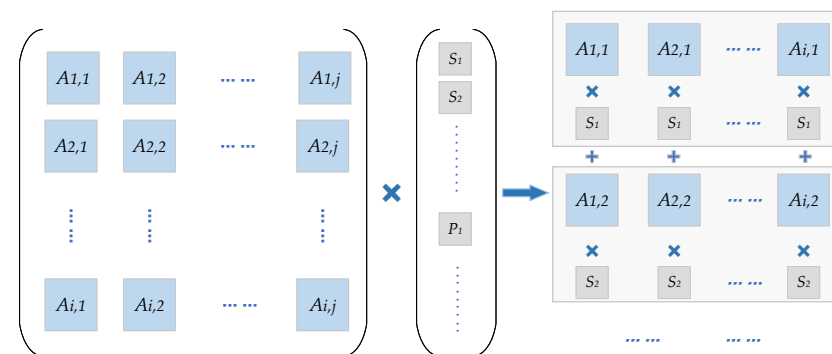 A1,1 A1,2 ... ... A1,j
A2,1 A2,2 ... ... A2,j
Ai,1 Ai,2 ... ... Ai,j
×
S1
S2
P1
A1,1 A2,1 ... ... Ai,1
× × ×
S1 S1 ... ... S1
+ + +
A1,2 A2,2 ... ... Ai,2
× × ×
S2 S2 ... ... S2
... ... ... ...